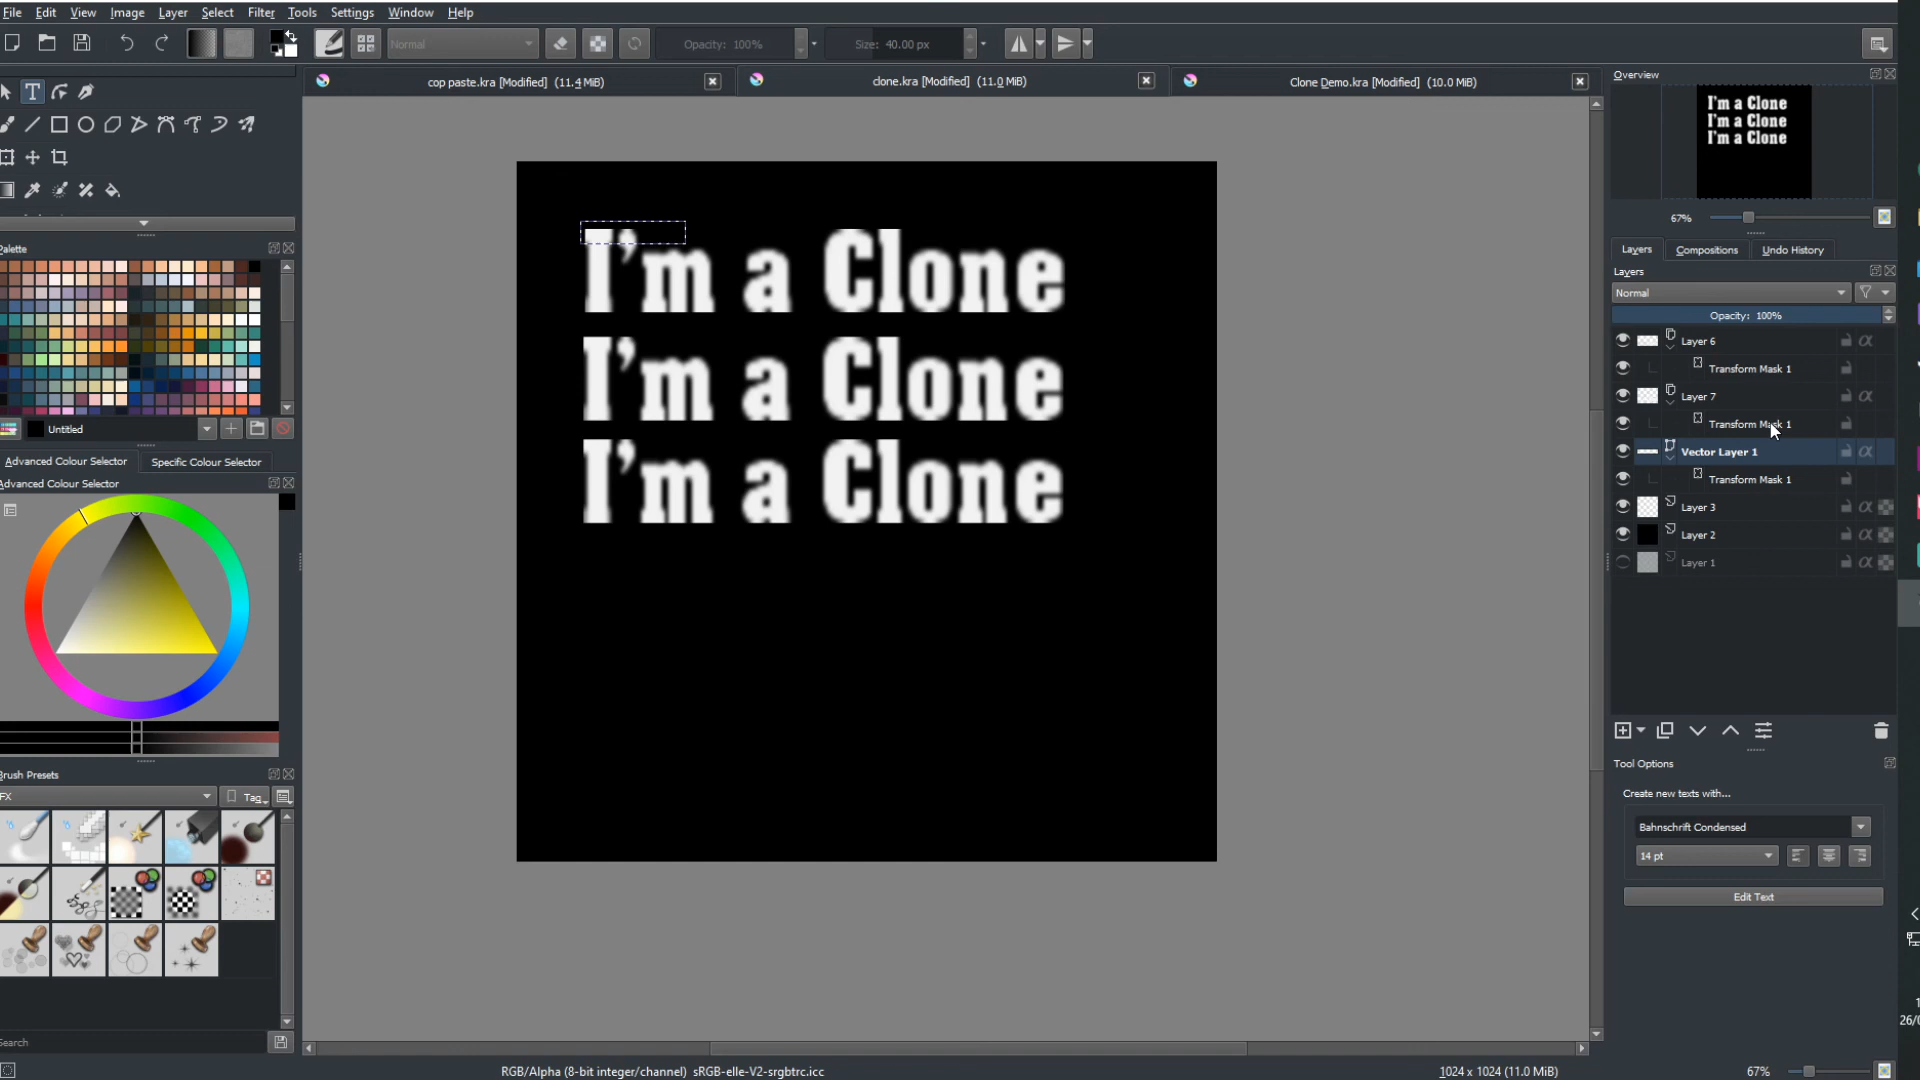 File Edit View Image Layer Select Filter Tools Settings Window Help
Normal
Opacity: 100%
Size: 40.00 px
cop paste.kra [Modified] (11.4 MiB)
clone.kra [Modified] (11.0 MiB)
Clone Demo.kra [Modified] (10.0 MiB)
Overview
I'm a Clone
I'm a Clone
I'm a Clone
67%
Palette
Untitled
Advanced Colour Selector
Specific Colour Selector
Advanced Colour Selector
Brush Presets
FX
Tag
Search
I'm a Clone
I'm a Clone
I'm a Clone
Layers Compositions Undo History
Layers
Normal
Opacity: 100%
Layer 6
Transform Mask 1
Layer 7
Transform Mask 1
Vector Layer 1
Transform Mask 1
Layer 3
Layer 2
Layer 1
Tool Options
Create new texts with...
Bahnschrift Condensed
14 pt
Edit Text
RGB/Alpha (8-bit integer/channel) sRGB-elle-V2-srgbtrc.icc
1024 x 1024 (11.0 MiB)
67%